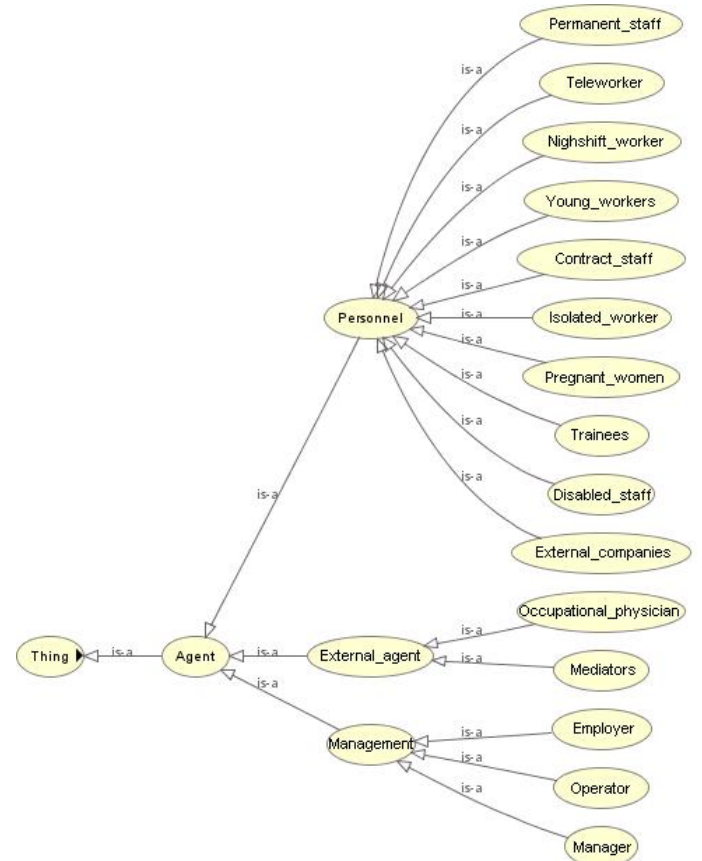 Permanent_staff
is-a
Teleworker
is-a
Nighshift_worker
is-a
Young_workers
is-a
Contract_staff
is-a
Personnel
is-a
Isolated_worker
is-a
Pregnant_women
is-a
Trainees
is-a
Disabled_staff
is-a
is-a
External_companies
Occupational_physician
is-a
Thing
is-a
Agent
is-a
External_agent
is-a
Mediators
is-a
Employer
is-a
Management
is-a
Operator
is-a
Manager